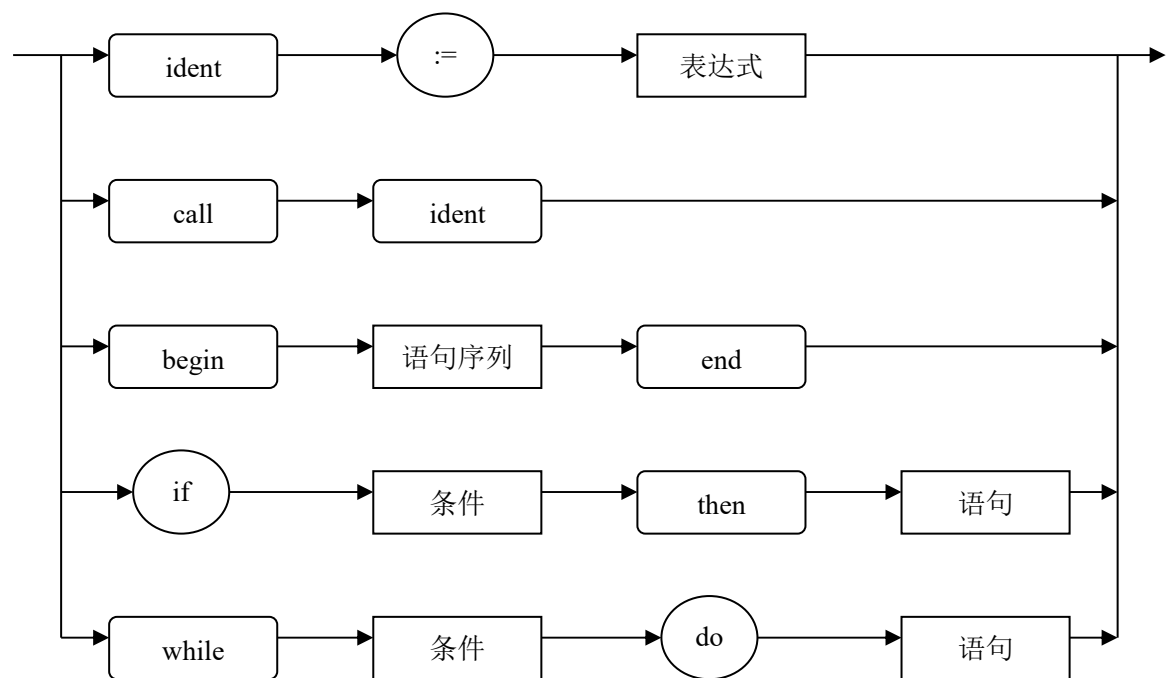 ident := 表达式
call ident
begin 语句序列 end
if 条件 then 语句
while 条件 do 语句